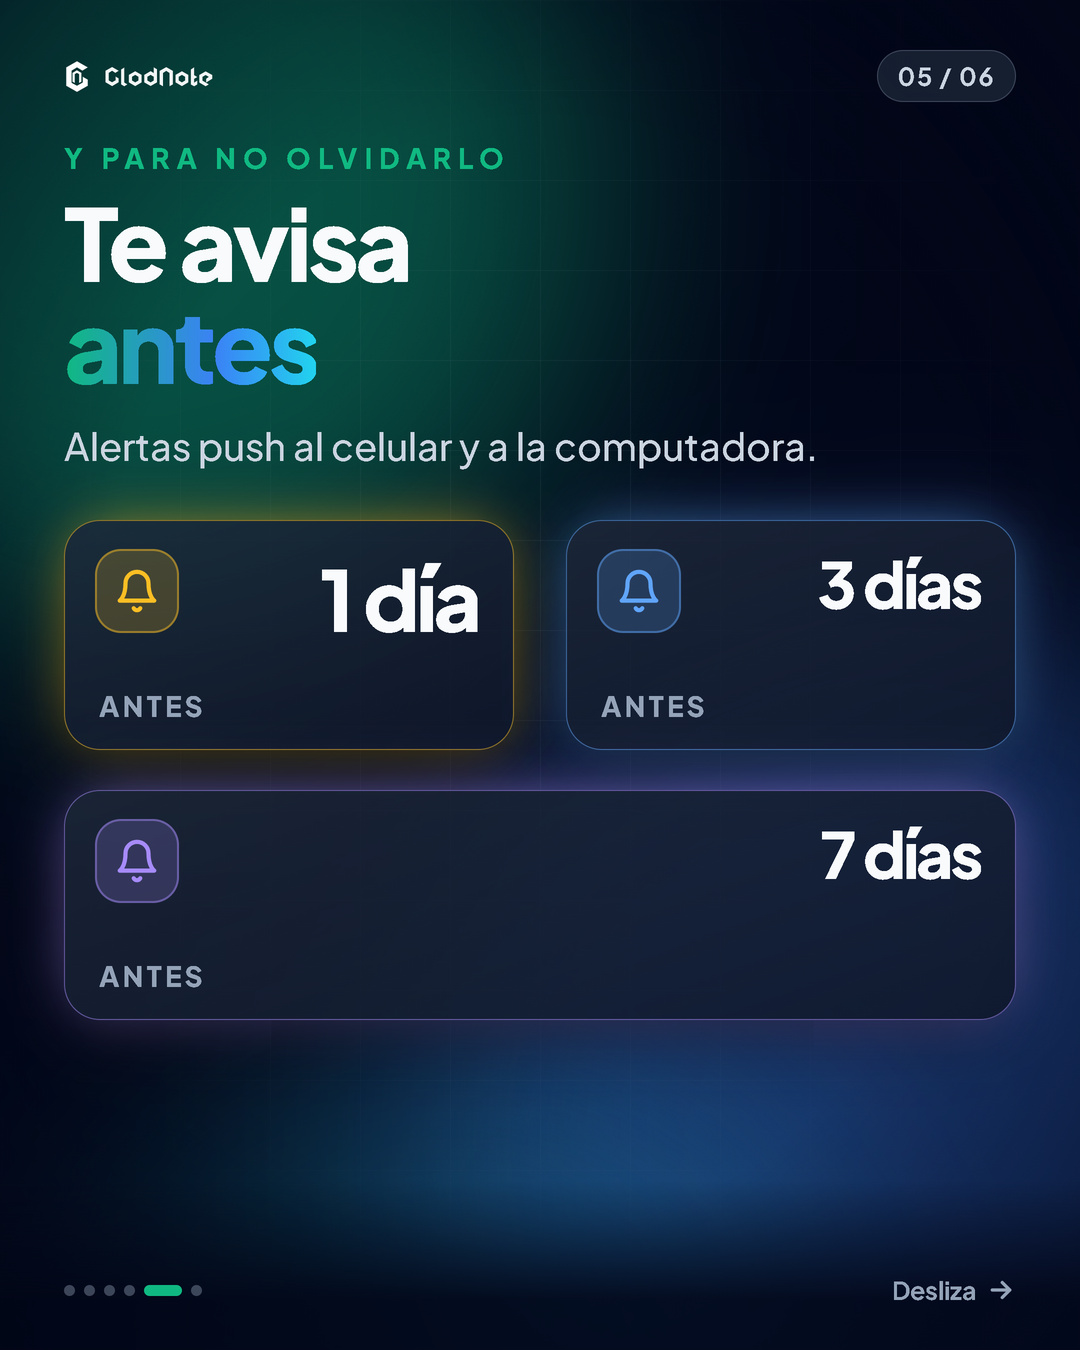 ClodNote
05 / 06
Y PARA NO OLVIDARLO
Te avisa
antes
Alertas push al celular y a la computadora.
1 día
ANTES
3 días
ANTES
7 días
ANTES
Desliza →